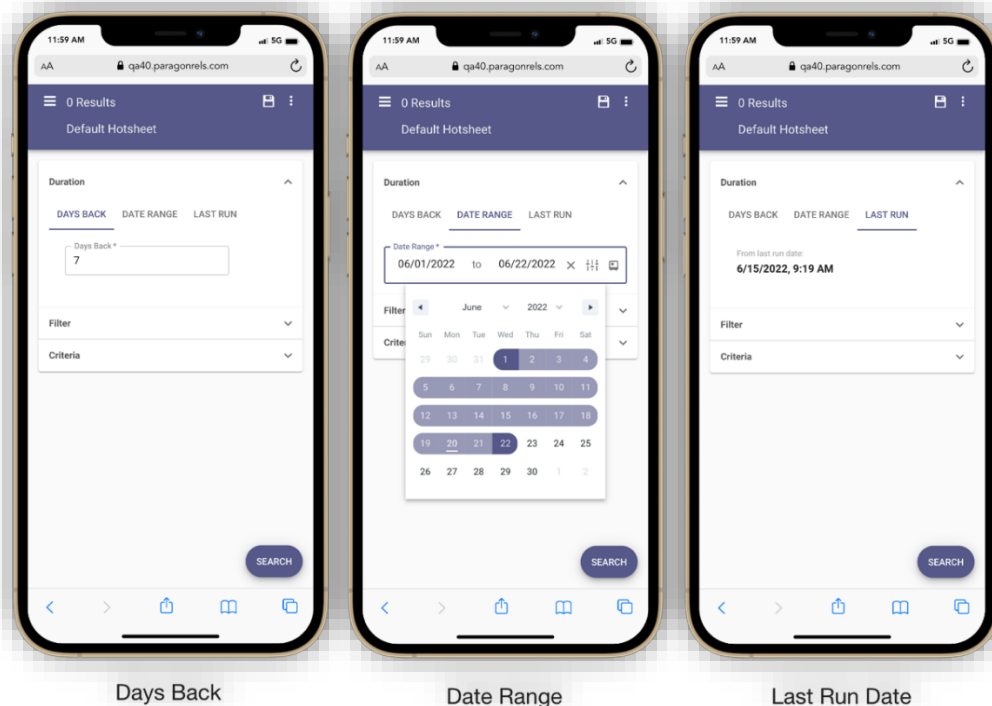 11:59 AM
5G
AA
qa40.paragonrels.com
0 Results
Default Hotsheet
Duration
DAYS BACK DATE RANGE LAST RUN
Days Back *
7
Filter
Criteria
SEARCH
Days Back
11:59 AM
5G
AA
qa40.paragonrels.com
0 Results
Default Hotsheet
Duration
DAYS BACK DATE RANGE LAST RUN
Date Range *
06/01/2022 to 06/22/2022
Filter
Crite
June 2022
Sun Mon Tue Wed Thu Fri Sat
29 30 31 1 2 3 4
5 6 7 8 9 10 11
12 13 14 15 16 17 18
19 20 21 22 23 24 25
26 27 28 29 30 1 2
SEARCH
Date Range
11:59 AM
5G
AA
qa40.paragonrels.com
0 Results
Default Hotsheet
Duration
DAYS BACK DATE RANGE LAST RUN
From last run date:
6/15/2022, 9:19 AM
Filter
Criteria
SEARCH
Last Run Date